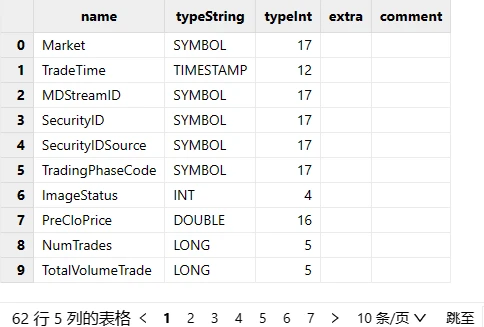 name typeString typeInt extra comment
0 Market SYMBOL 17
1 TradeTime TIMESTAMP 12
2 MDStreamID SYMBOL 17
3 SecurityID SYMBOL 17
4 SecurityIDSource SYMBOL 17
5 TradingPhaseCode SYMBOL 17
6 ImageStatus INT 4
7 PreCloPrice DOUBLE 16
8 NumTrades LONG 5
9 TotalVolumeTrade LONG 5
62 行 5 列的表格 < 1 2 3 4 5 6 7 > 10 条/页 跳至